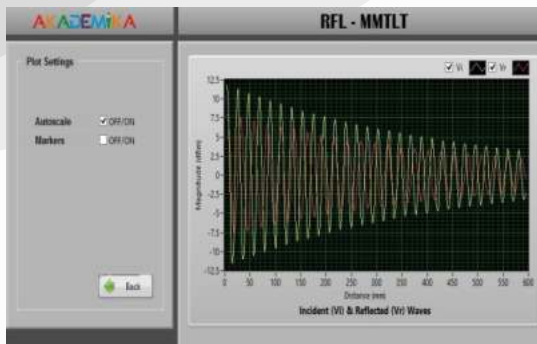 AKADEMIKA
RFL - MMTLT
Plot Settings
Autoscale OFF/ON
Markers OFF/ON
Back
Vi Vr
12.5
10
7.5
5
2.5
0
-2.5
-5
-7.5
-10
-12.5
Magnitude (dBm)
0 50 100 150 200 250 300 350 400 450 500 550 600
Distance (mm)
Incident (Vi) & Reflected (Vr) Waves